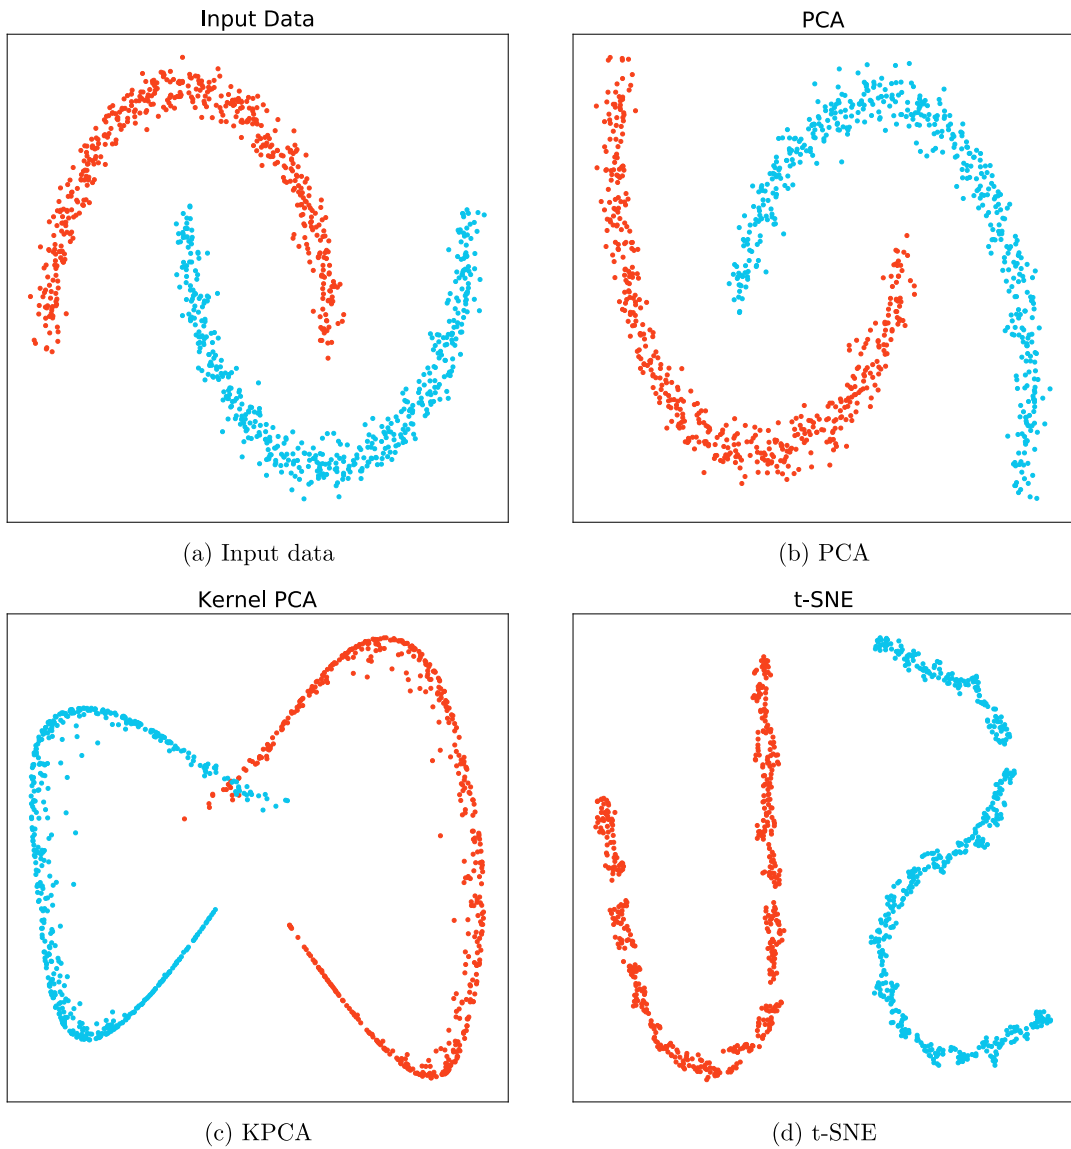 Input Data
PCA
(a) Input data
(b) PCA
Kernel PCA
t-SNE
(c) KPCA
(d) t-SNE